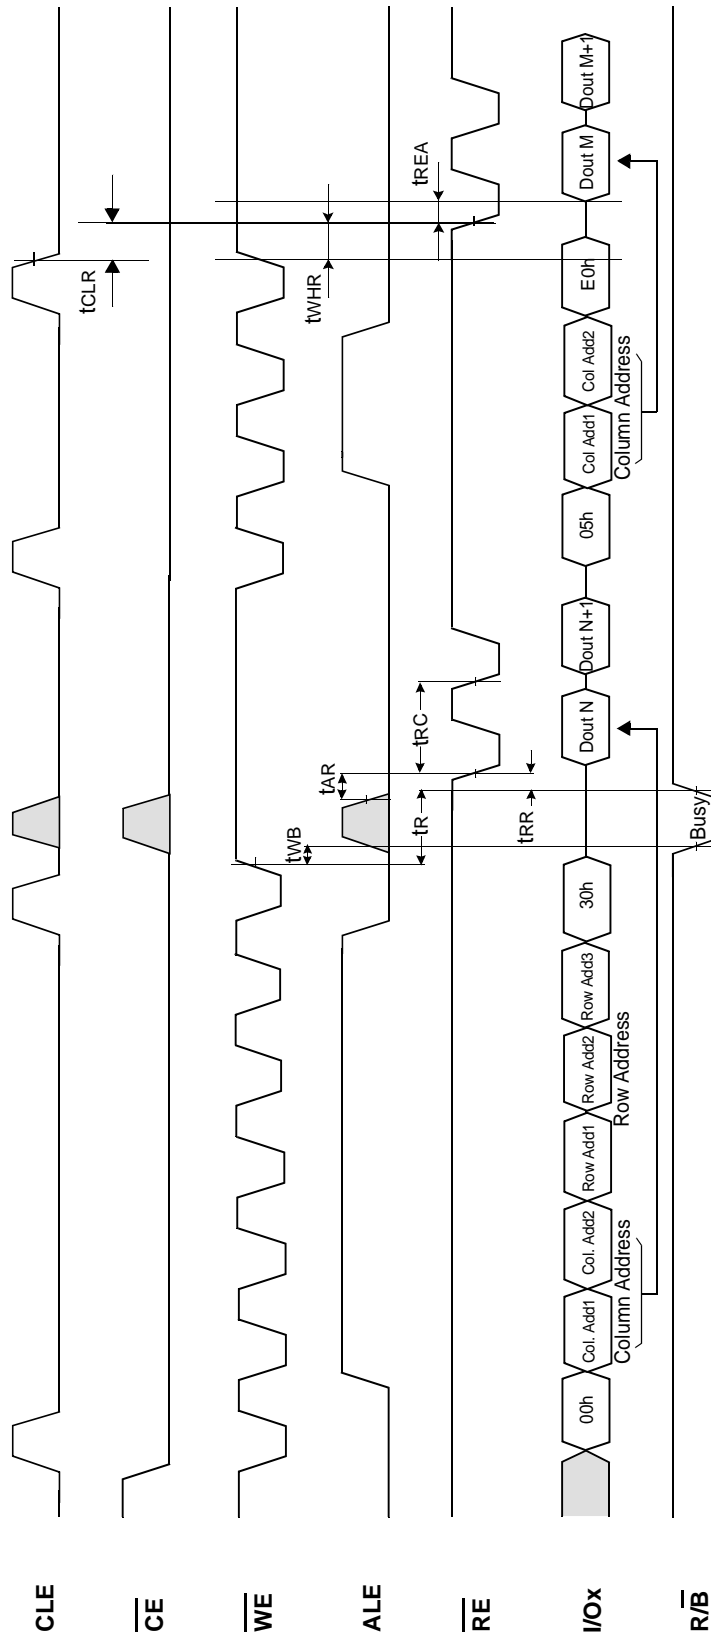 CLE
tCLR
CE
WE
tWB
tWHR
ALE
tAR
tR
tRC
tREA
RE
tRR
I/Ox
00h
Col. Add1
Col. Add2
Row Add1
Row Add2
Row Add3
30h
Dout N
Dout N+1
05h
Col Add1
Col Add2
E0h
Dout M
Dout M+1
Column Address
Row Address
Column Address
R/B
Busy